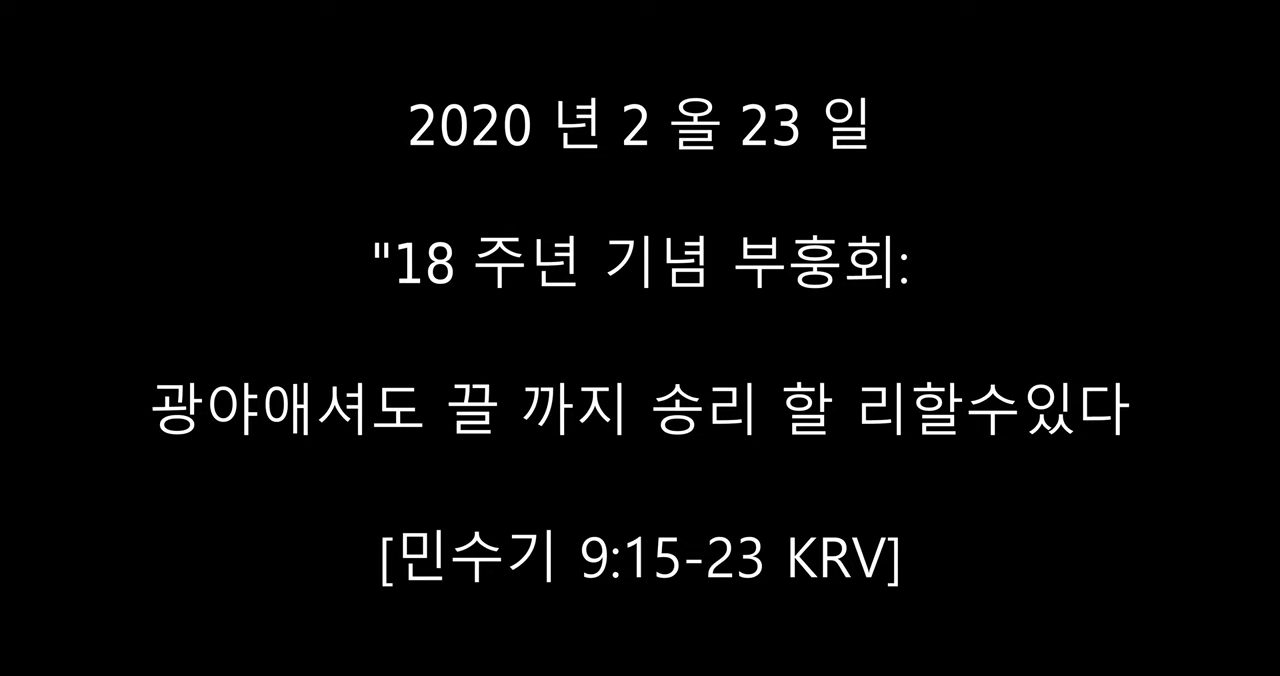 2020 년 2 올 23 일
"18 주년 기념 부흥회:
광야애셔도 끌 까지 송리 할 리할수있다
[민수기 9:15-23 KRV]